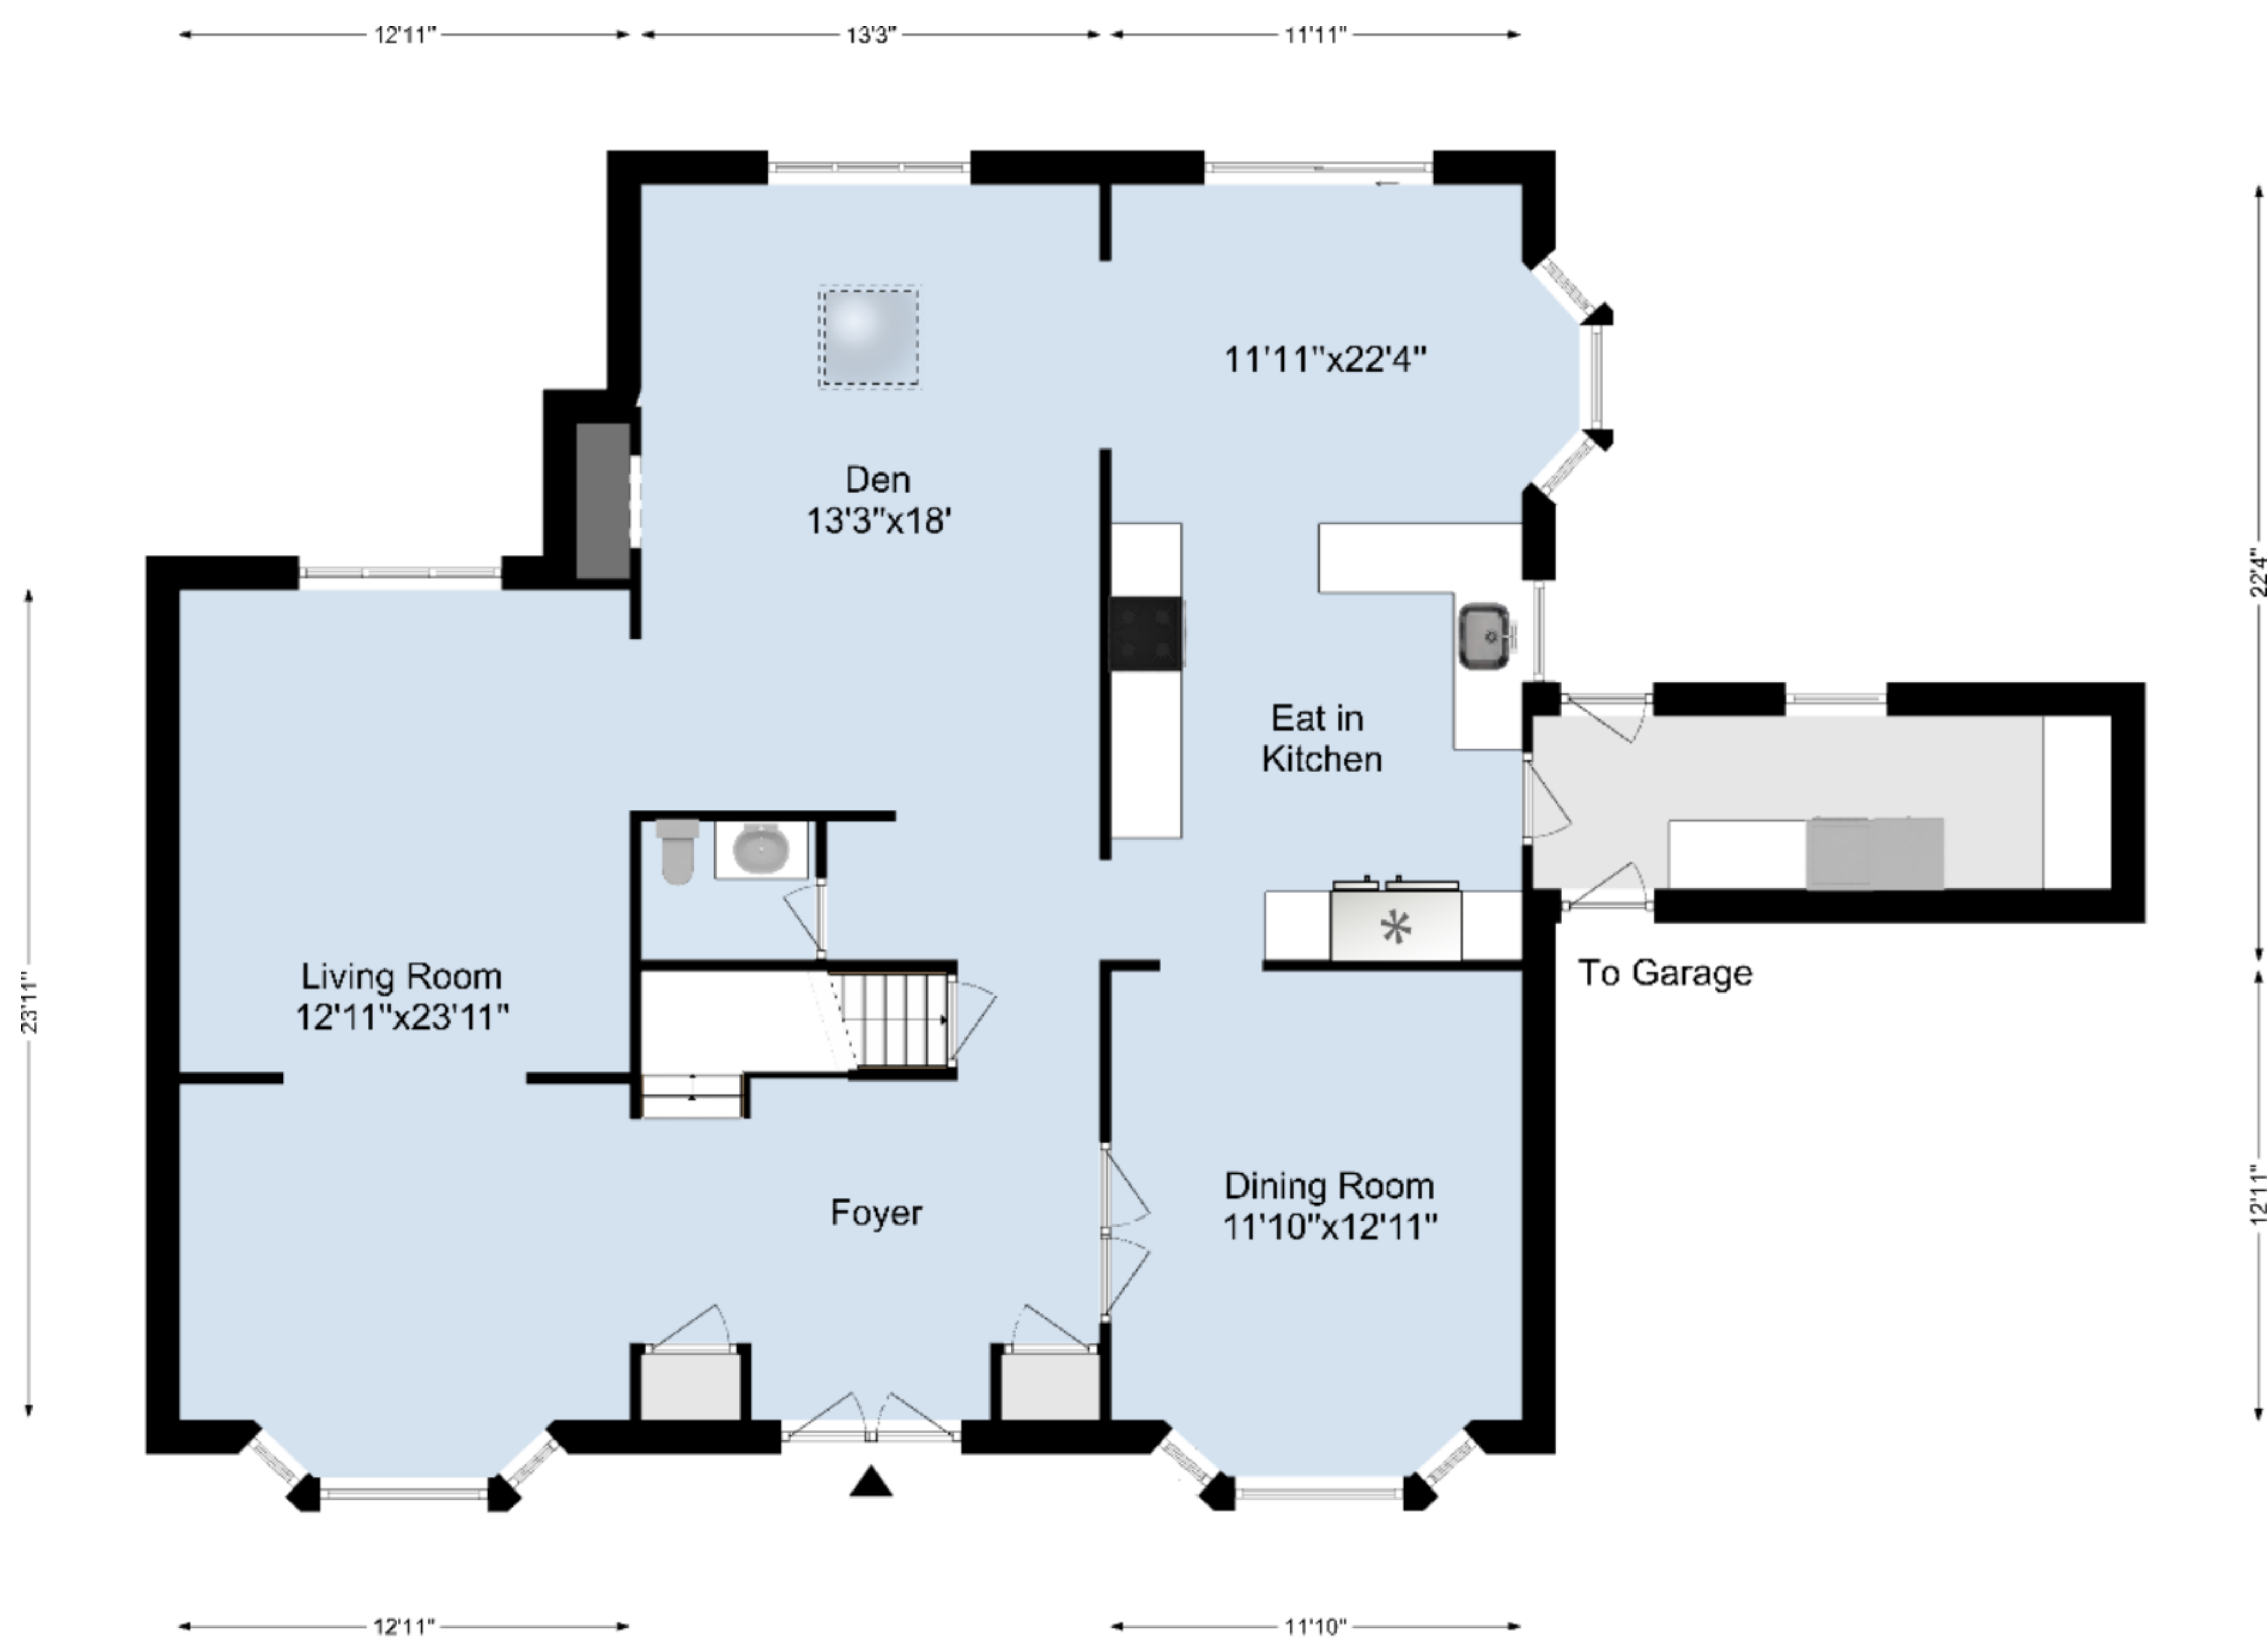 12'11"
13'3"
11'11"
11'11"x22'4"
Den
13'3"x18'
22'4"
Eat in
Kitchen
Living Room
12'11"x23'11"
To Garage
23'11"
Dining Room
11'10"x12'11"
Foyer
12'11"
12'11"
11'10"